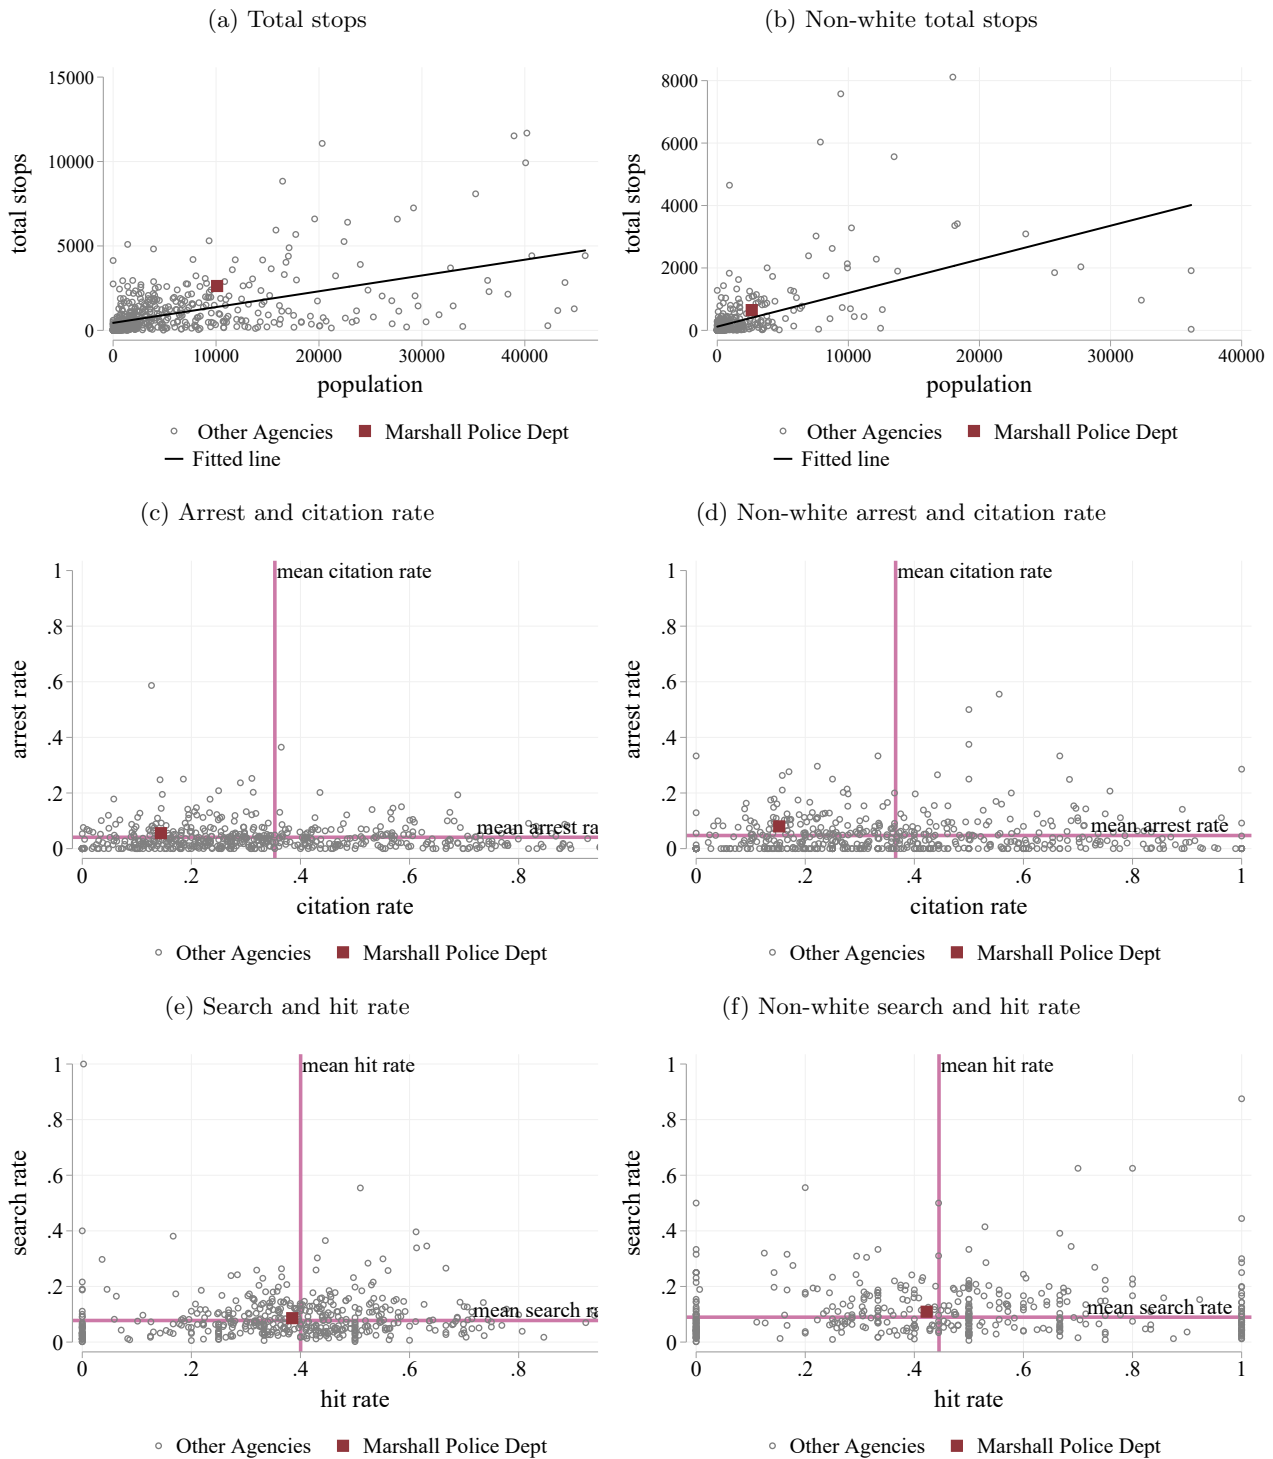 (a) Total stops
(b) Non-white total stops
total stops
15000
10000
5000
0
0 10000 20000 30000 40000
population
Other Agencies Marshall Police Dept
Fitted line
total stops
8000
6000
4000
2000
0
0 10000 20000 30000 40000
population
Other Agencies Marshall Police Dept
Fitted line
(c) Arrest and citation rate
(d) Non-white arrest and citation rate
arrest rate
1
.8
.6
.4
.2
0
mean citation rate
mean arrest ra
0 .2 .4 .6 .8
citation rate
Other Agencies Marshall Police Dept
arrest rate
1
.8
.6
.4
.2
0
mean citation rate
mean arrest rate
0 .2 .4 .6 .8 1
citation rate
Other Agencies Marshall Police Dept
(e) Search and hit rate
(f) Non-white search and hit rate
search rate
1
.8
.6
.4
.2
0
mean hit rate
mean search ra
0 .2 .4 .6 .8
hit rate
Other Agencies Marshall Police Dept
search rate
1
.8
.6
.4
.2
0
mean hit rate
mean search rate
0 .2 .4 .6 .8 1
hit rate
Other Agencies Marshall Police Dept